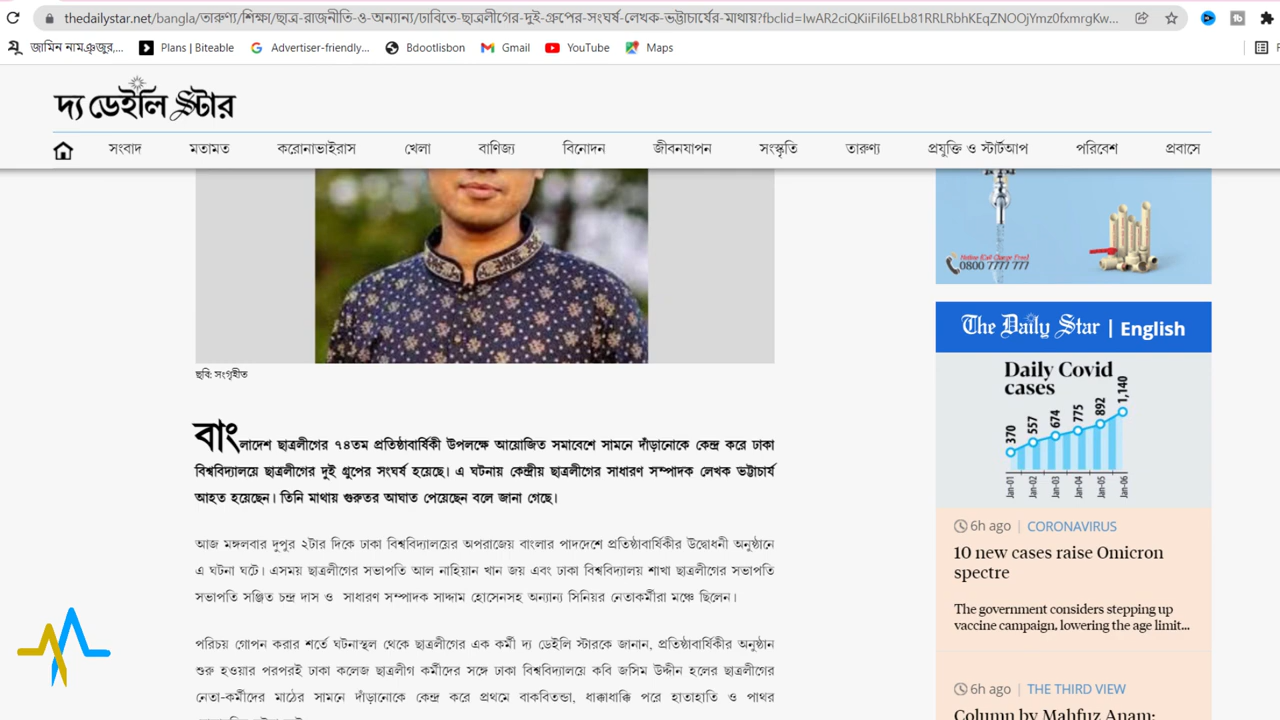 thedailystar.net/bangla/তারুণ্য/শিক্ষা/ছাত্র-রাজনীতি-ও-অন্যান্য/ঢাবিতে-ছাত্রলীগের-দুই-গ্রুপের-সংঘর্ষ-লেখক-ভট্টাচার্যের-মাথায়?fbclid=IwAR2ciQKiiFil6ELb81RRLRbhKEqZNOOjYmz0fxmrgKw...
জামিন নামঞ্জুর,... Plans | Biteable Advertiser-friendly,... Bdootlisbon Gmail YouTube Maps
দ্য ডেইলি স্টার
সংবাদ মতামত করোনাভাইরাস খেলা বাণিজ্য বিনোদন জীবনযাপন সংস্কৃতি তারুণ্য প্রযুক্তি ও স্টার্টআপ পরিবেশ প্রবাসে
ছবি: সংগৃহীত
বাংলাদেশ ছাত্রলীগের ৭৪তম প্রতিষ্ঠাবার্ষিকী উপলক্ষে আয়োজিত সমাবেশে সামনে দাঁড়ানোকে কেন্দ্র করে ঢাকা
বিশ্ববিদ্যালয়ে ছাত্রলীগের দুই গ্রুপের সংঘর্ষ হয়েছে। এ ঘটনায় কেন্দ্রীয় ছাত্রলীগের সাধারণ সম্পাদক লেখক ভট্টাচার্য
আহত হয়েছেন। তিনি মাথায় গুরুতর আঘাত পেয়েছেন বলে জানা গেছে।
আজ মঙ্গলবার দুপুর ২টার দিকে ঢাকা বিশ্ববিদ্যালয়ের অপরাজেয় বাংলার পাদদেশে প্রতিষ্ঠাবার্ষিকীর উদ্বোধনী অনুষ্ঠানে
এ ঘটনা ঘটে। এসময় ছাত্রলীগের সভাপতি আল নাহিয়ান খান জয় এবং ঢাকা বিশ্ববিদ্যালয় শাখা ছাত্রলীগের সভাপতি
সভাপতি সঞ্জিত চন্দ্র দাস ও সাধারণ সম্পাদক সাদ্দাম হোসেনসহ অন্যান্য সিনিয়র নেতাকর্মীরা মঞ্চে ছিলেন।
পরিচয় গোপন করার শর্তে ঘটনাস্থল থেকে ছাত্রলীগের এক কর্মী দ্য ডেইলি স্টারকে জানান, প্রতিষ্ঠাবার্ষিকীর অনুষ্ঠান
শুরু হওয়ার পরপরই ঢাকা কলেজ ছাত্রলীগ কর্মীদের সঙ্গে ঢাকা বিশ্ববিদ্যালয়ে কবি জসিম উদ্দীন হলের ছাত্রলীগের
নেতা-কর্মীদের মাঠের সামনে দাঁড়ানোকে কেন্দ্র করে প্রথমে বাকবিতন্ডা, ধাক্কাধাক্কি পরে হাতাহাতি ও পাথর
Hotline (Call Charge Free)
0800 7777 777
The Daily Star | English
Daily Covid
cases
370 557 674 775 892 1,140
Jan-01 Jan-02 Jan-03 Jan-04 Jan-05 Jan-06
6h ago | CORONAVIRUS
10 new cases raise Omicron
spectre
The government considers stepping up
vaccine campaign, lowering the age limit...
6h ago | THE THIRD VIEW
Column by Mahfuz Anam: